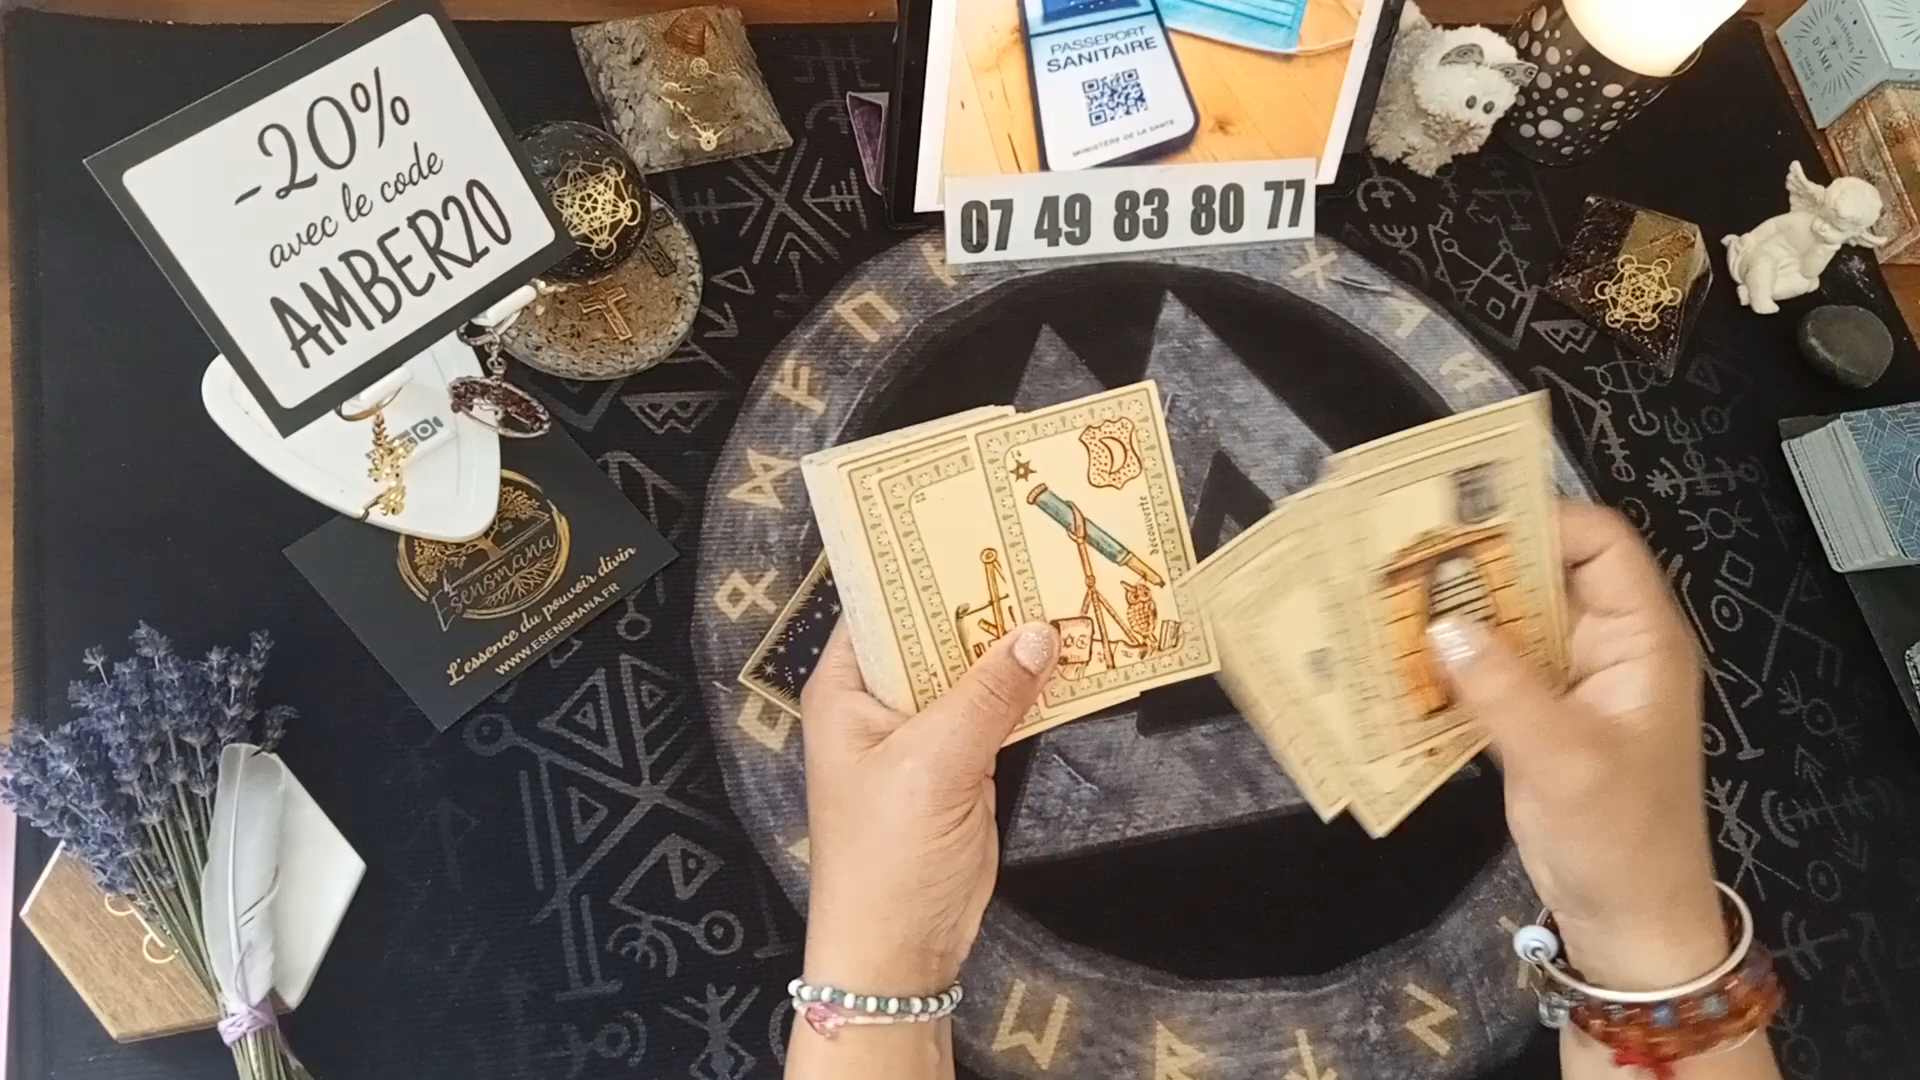 -20%
avec le code
AMBER20
PASSEPORT
SANITAIRE
MINISTÈRE DE LA SANTÉ
07 49 83 80 77
D'ÂME
découverte
Esensmana
L'essence du pouvoir divin
WWW.ESENSMANA.FR